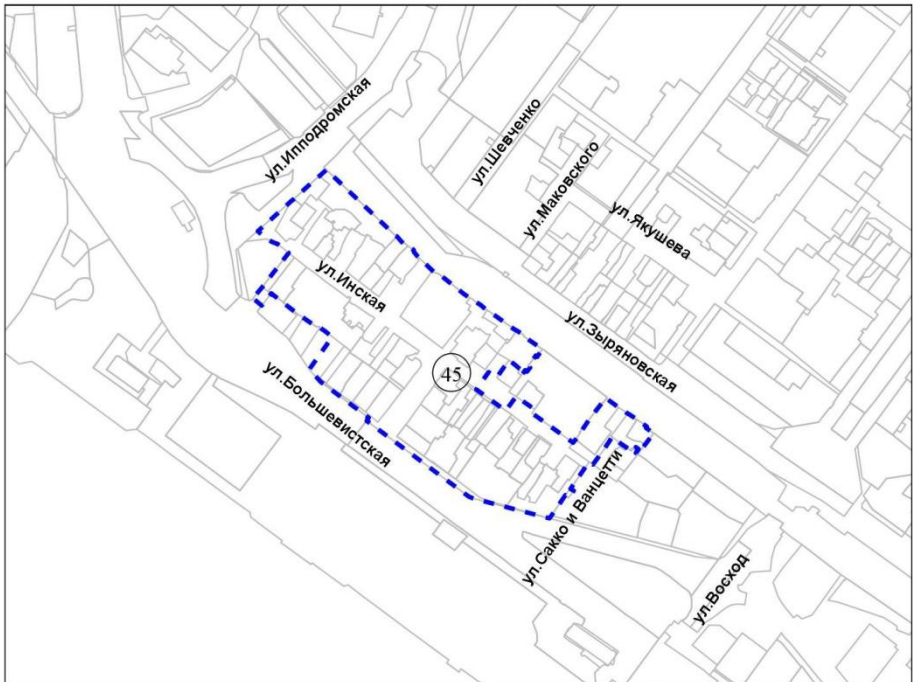 ул.Ипподромская
ул.Шевченко
ул.Маковского
ул.Якушева
ул.Инская
ул.Зыряновская
45
ул.Большевистская
ул.Сакко и Ванцетти
ул.Восход